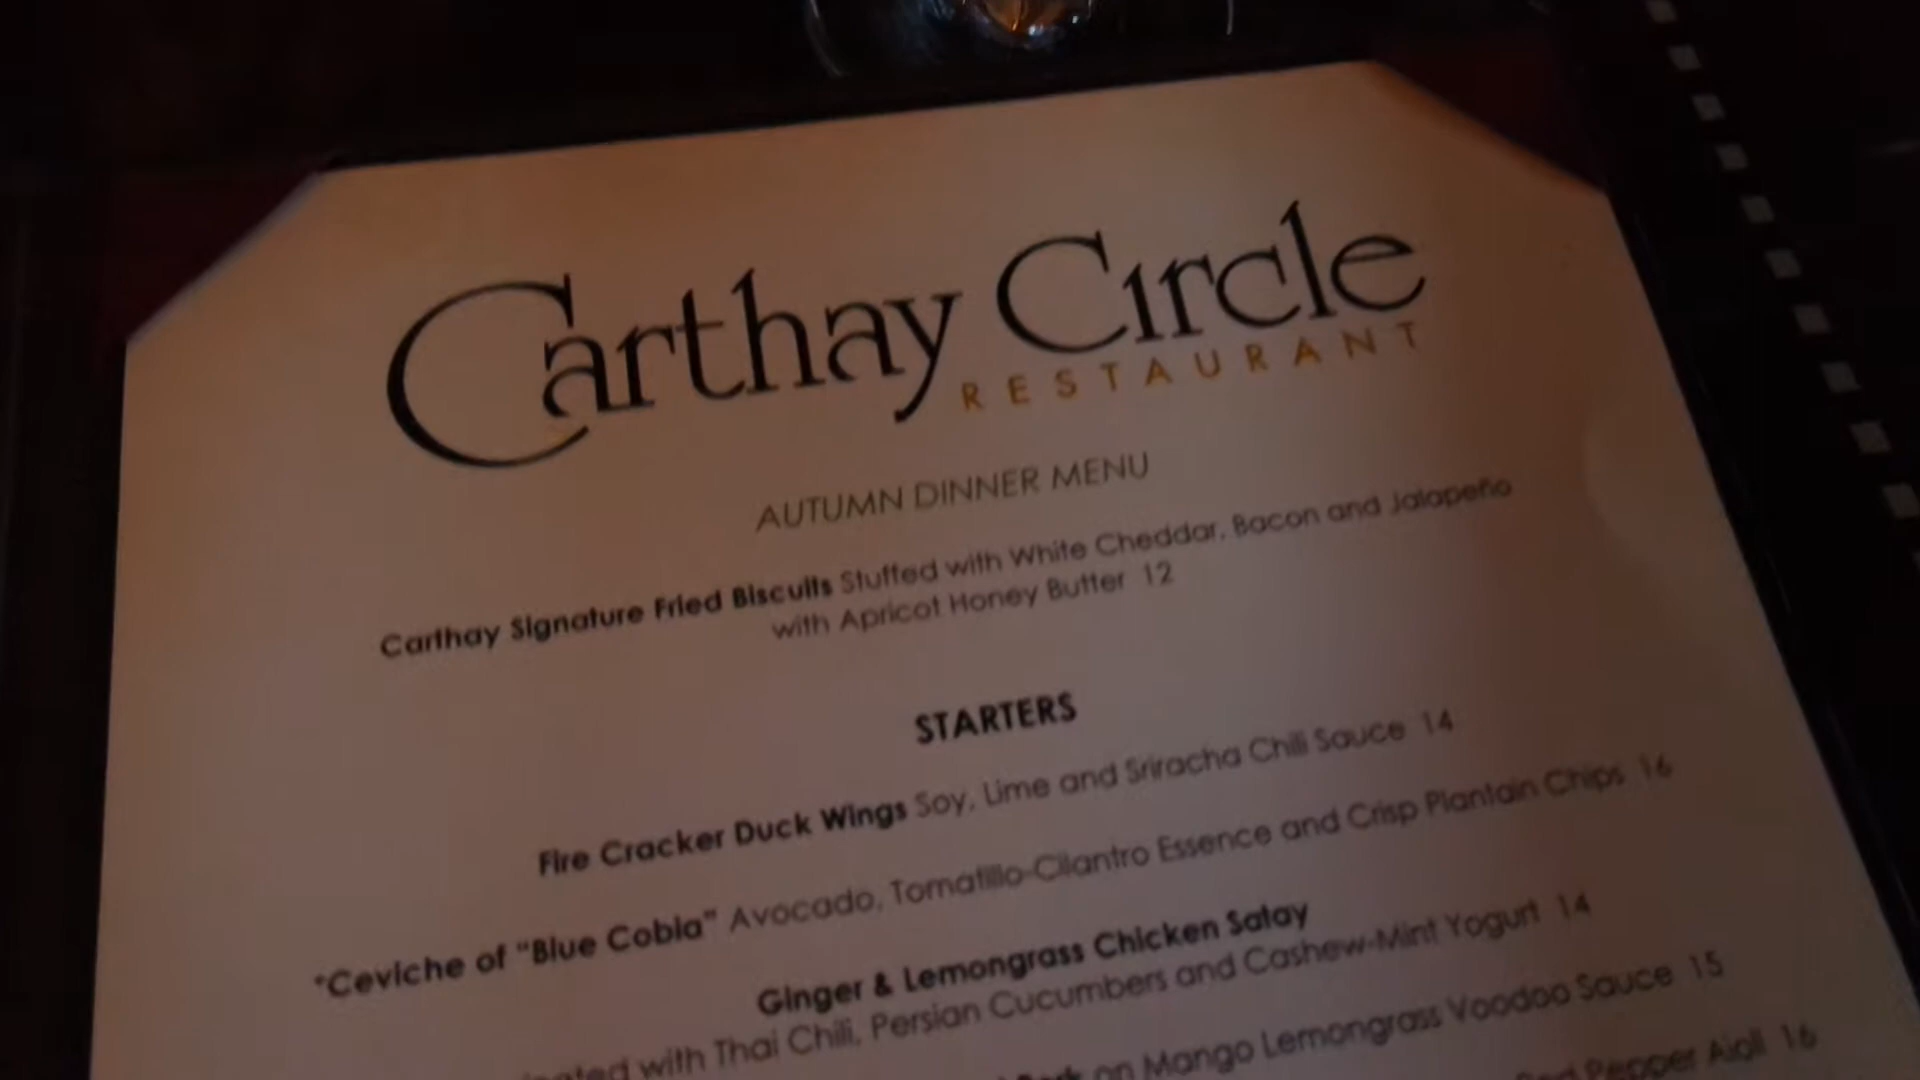 Carthay Circle
RESTAURANT
AUTUMN DINNER MENU
Carthay Signature Fried Biscuits Stuffed with White Cheddar, Bacon and Jalapeño
with Apricot Honey Butter 12
STARTERS
Fire Cracker Duck Wings Soy, Lime and Sriracha Chili Sauce 14
*Ceviche of "Blue Cobia" Avocado, Tomatillo-Cilantro Essence and Crisp Plantain Chips 16
Ginger & Lemongrass Chicken Satay
with Thai Chili, Persian Cucumbers and Cashew-Mint Yogurt 14
on Mango Lemongrass Voodoo Sauce 15
Pepper Aioli 16